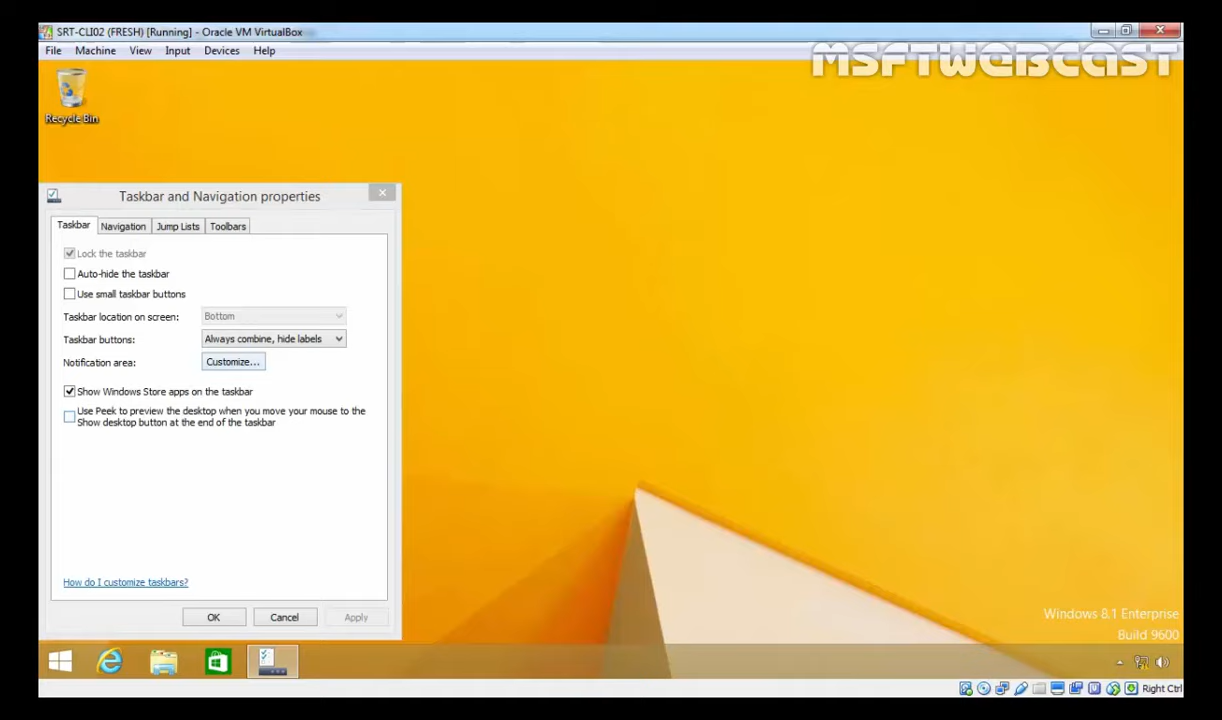 SRT-CLI02 (FRESH) [Running] - Oracle VM VirtualBox
File Machine View Input Devices Help
MSFTWEBCAST
Recycle Bin
Taskbar and Navigation properties
Taskbar Navigation Jump Lists Toolbars
Lock the taskbar
Auto-hide the taskbar
Use small taskbar buttons
Taskbar location on screen: Bottom
Taskbar buttons: Always combine, hide labels
Notification area: Customize...
Show Windows Store apps on the taskbar
Use Peek to preview the desktop when you move your mouse to the
Show desktop button at the end of the taskbar
How do I customize taskbars?
OK Cancel Apply
Windows 8.1 Enterprise
Build 9600
Right Ctrl